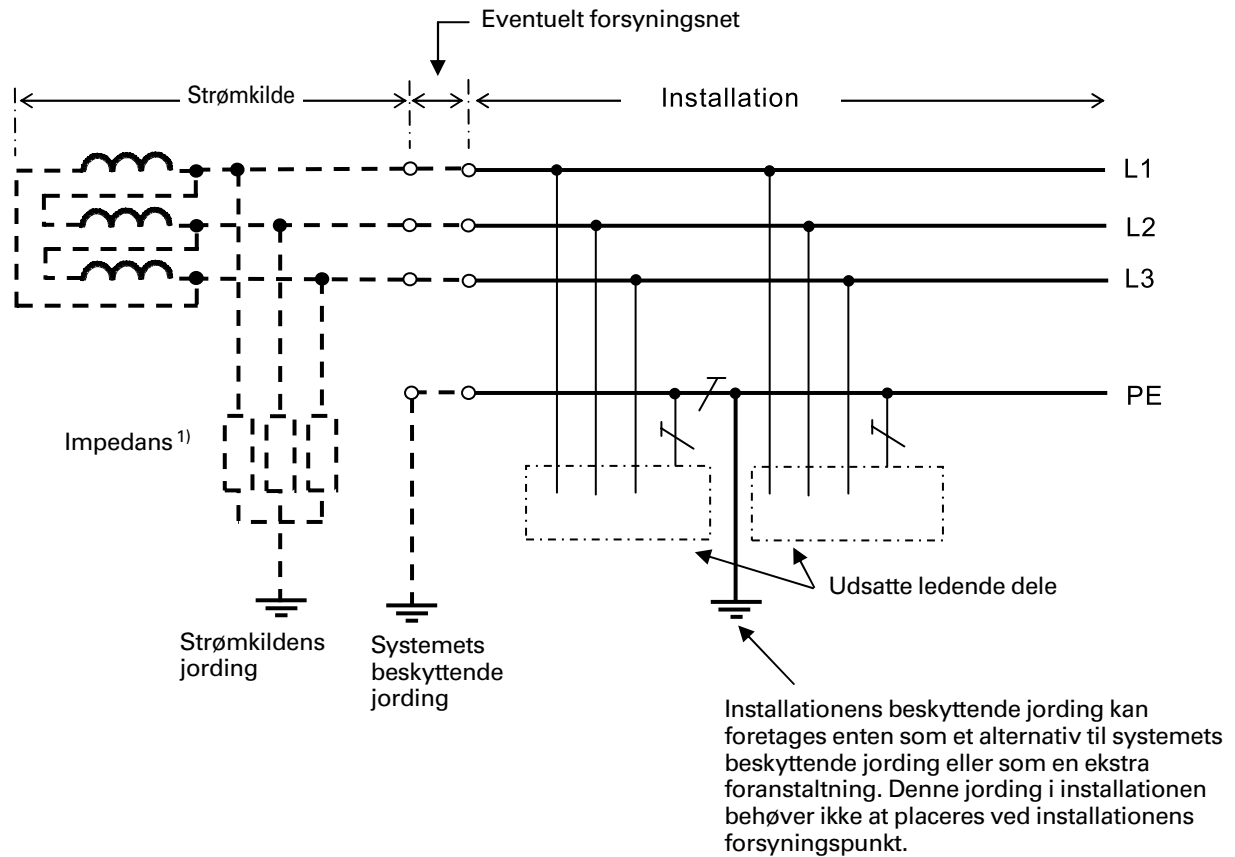 Eventuelt forsyningsnet
Strømkilde
Installation
L1
L2
L3
PE
Impedans 1)
Udsatte ledende dele
Strømkildens
jording
Systemets
beskyttende
jording
Installationens beskyttende jording kan
foretages enten som et alternativ til systemets
beskyttende jording eller som en ekstra
foranstaltning. Denne jording i installationen
behøver ikke at placeres ved installationens
forsyningspunkt.